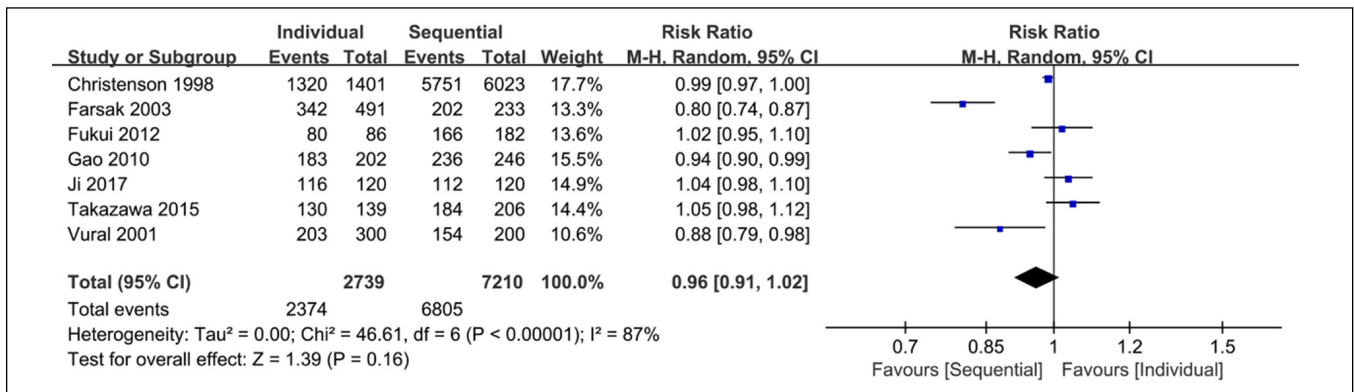 Individual Sequential Risk Ratio Risk Ratio
Study or Subgroup Events Total Events Total Weight M-H, Random, 95% CI M-H, Random, 95% CI
Christenson 1998 1320 1401 5751 6023 17.7% 0.99 [0.97, 1.00]
Farsak 2003 342 491 202 233 13.3% 0.80 [0.74, 0.87]
Fukui 2012 80 86 166 182 13.6% 1.02 [0.95, 1.10]
Gao 2010 183 202 236 246 15.5% 0.94 [0.90, 0.99]
Ji 2017 116 120 112 120 14.9% 1.04 [0.98, 1.10]
Takazawa 2015 130 139 184 206 14.4% 1.05 [0.98, 1.12]
Vural 2001 203 300 154 200 10.6% 0.88 [0.79, 0.98]
Total (95% CI) 2739 7210 100.0% 0.96 [0.91, 1.02]
Total events 2374 6805
Heterogeneity: Tau² = 0.00; Chi² = 46.61, df = 6 (P < 0.00001); I² = 87%
Test for overall effect: Z = 1.39 (P = 0.16)
0.7 0.85 1 1.2 1.5
Favours [Sequential] Favours [Individual]